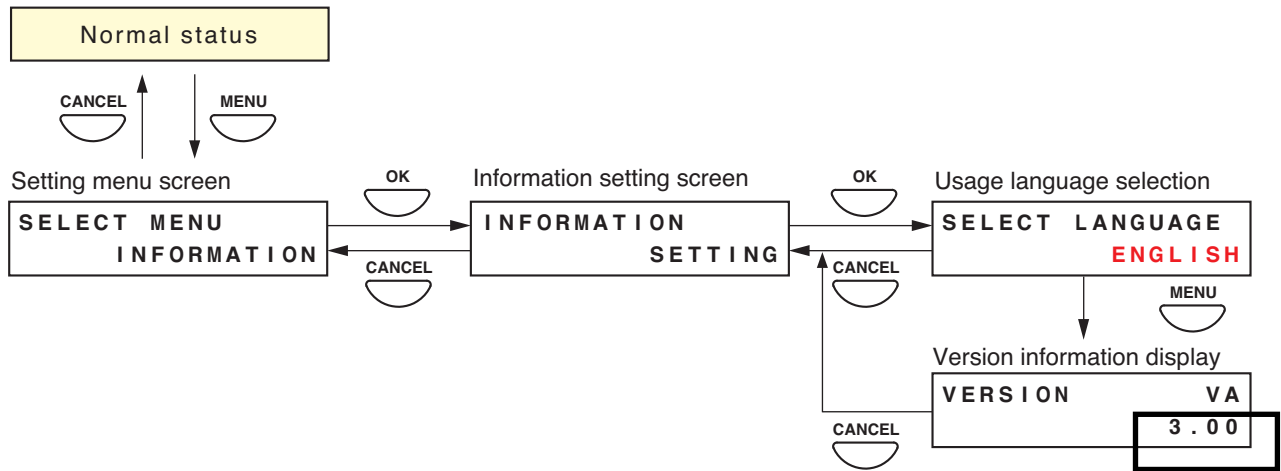 Normal status
CANCEL
MENU
Setting menu screen
SELECT MENU
INFORMATION
OK
CANCEL
Information setting screen
INFORMATION
SETTING
OK
CANCEL
Usage language selection
SELECT LANGUAGE
ENGLISH
MENU
Version information display
VERSION VA
3.00
CANCEL